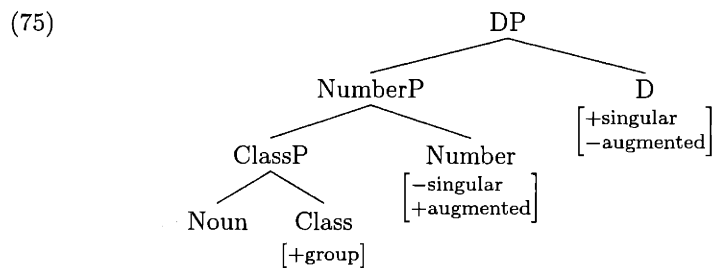 (75)
DP
NumberP D
[+singular
−augmented]
ClassP Number
[−singular
+augmented]
Noun Class
[+group]